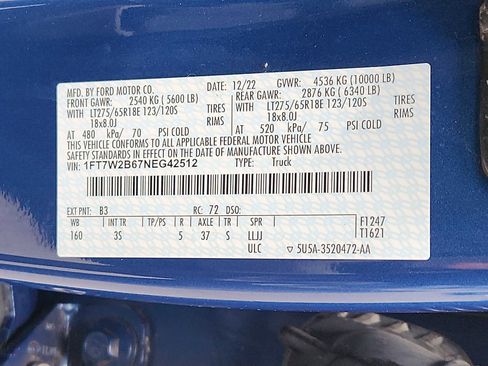 MFD. BY FORD MOTOR CO. 12/22 GVWR: 4536 KG (10000 LB)
FRONT GAWR: 2540 KG (5600 LB) REAR GAWR: 2876 KG (6340 LB)
WITH LT275/65R18E 123/120S TIRES WITH LT275/65R18E 123/120S TIRES
18x8.0J RIMS 18x8.0J RIMS
AT 480 kPa/ 70 PSI COLD AT 520 kPa/ 75 PSI COLD
THIS VEHICLE CONFORMS TO ALL APPLICABLE FEDERAL MOTOR VEHICLE
SAFETY STANDARDS IN EFFECT ON THE DATE OF MANUFACTURE SHOWN ABOVE.
VIN: 1FT7W2B67NEG42512 TYPE: Truck
EXT PNT: B3 RC: 72 DSO:
WB INT TR TP/PS R AXLE TR SPR F1247
160 3S 5 37 S LLJJ T1621
ULC 5U5A-3520472-AA